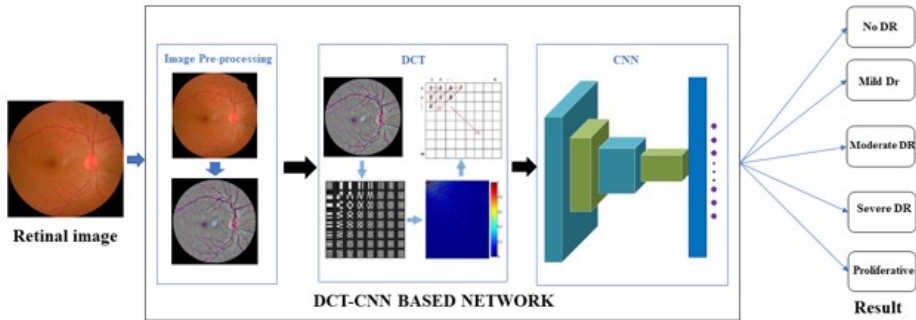 Retinal image
Image Pre-processing
DCT
CNN
DCT-CNN BASED NETWORK
No DR
Mild Dr
Moderate DR
Severe DR
Proliferative
Result